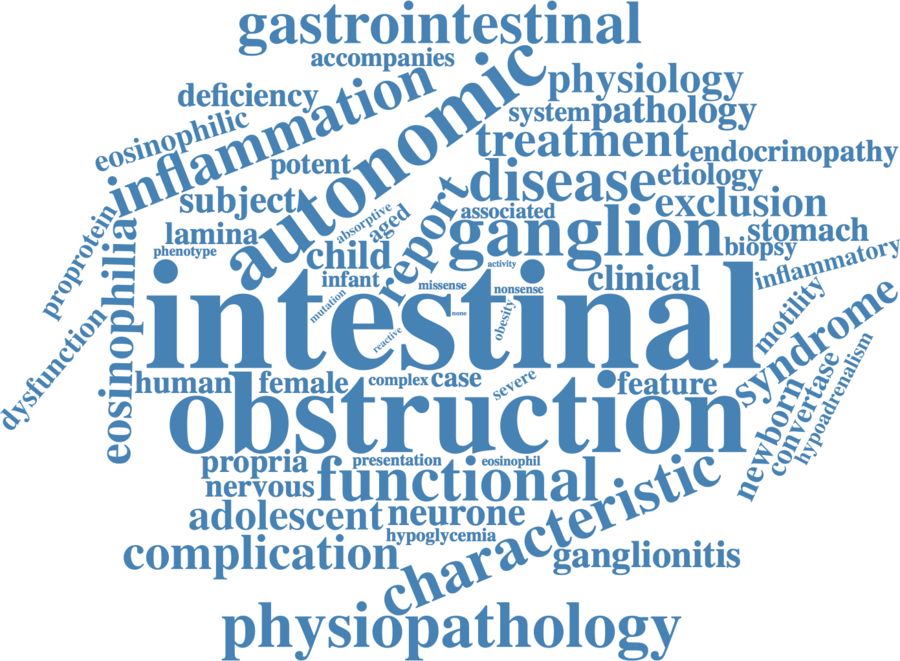 gastrointestinal
accompanies
autonomic
physiology
inflammation
deficiency
system
pathology
eosinophilic
treatment
endocrinopathy
potent
disease
etiology
subject
report
exclusion
proprotein
absorptive
aged
associated
ganglion
stomach
lamina
biopsy
phenotype
child
activity
inflammatory
infant
clinical
eosinophilia
intestinal
missense
nonsense
mutation
none
obesity
motility
reactive
syndrome
dysfunction
human
female
complex
case
severe
feature
convertase
hypoadrenalism
newborn
obstruction
propria
presentation
eosinophil
nervous
functional
characteristic
adolescent
neurone
hypoglycemia
complication
ganglionitis
physiopathology